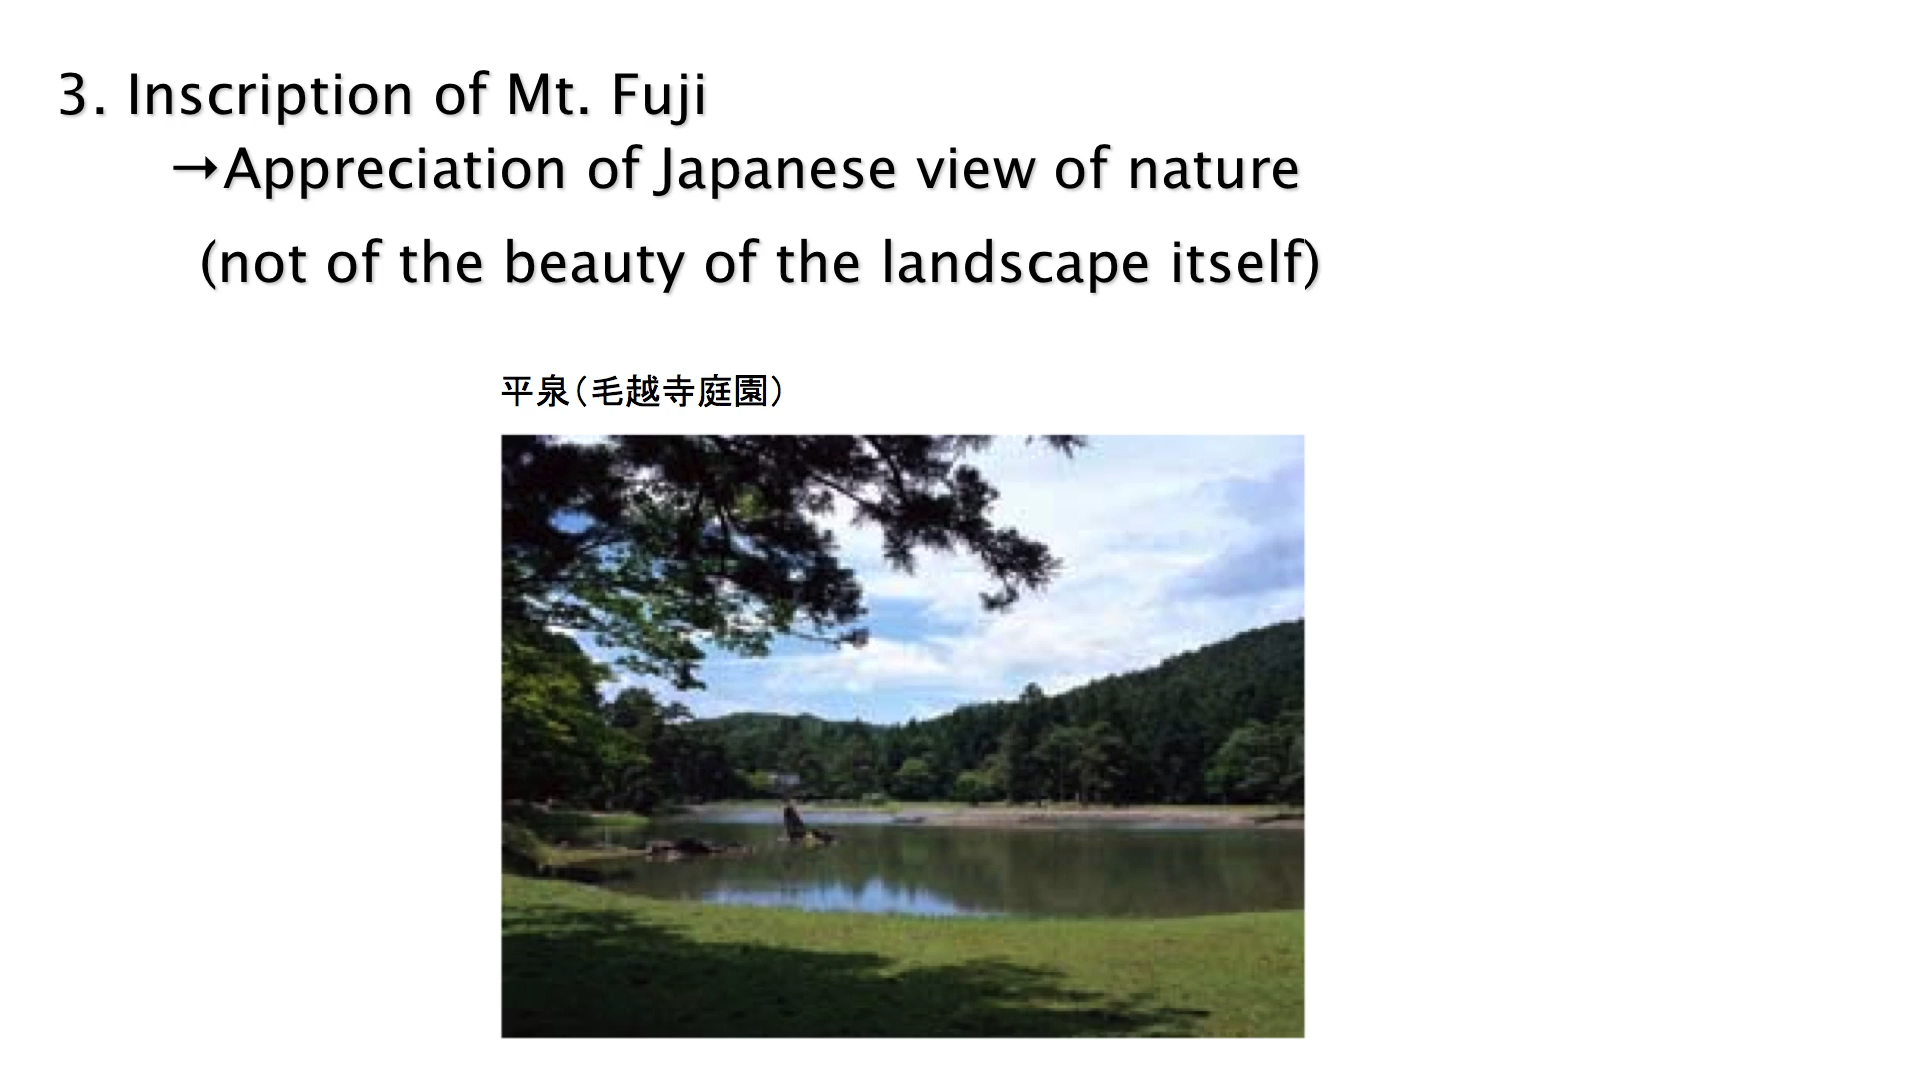 3. Inscription of Mt. Fuji
→Appreciation of Japanese view of nature
(not of the beauty of the landscape itself)
平泉（毛越寺庭園）